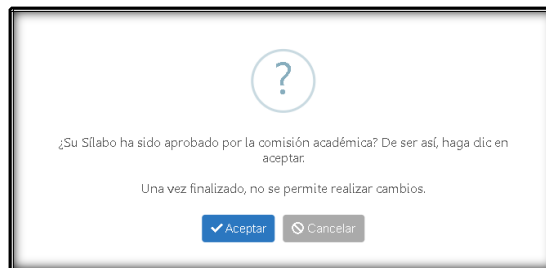 ?
¿Su Sílabo ha sido aprobado por la comisión académica? De ser así, haga clic en
aceptar.
Una vez finalizado, no se permite realizar cambios.
Aceptar Cancelar